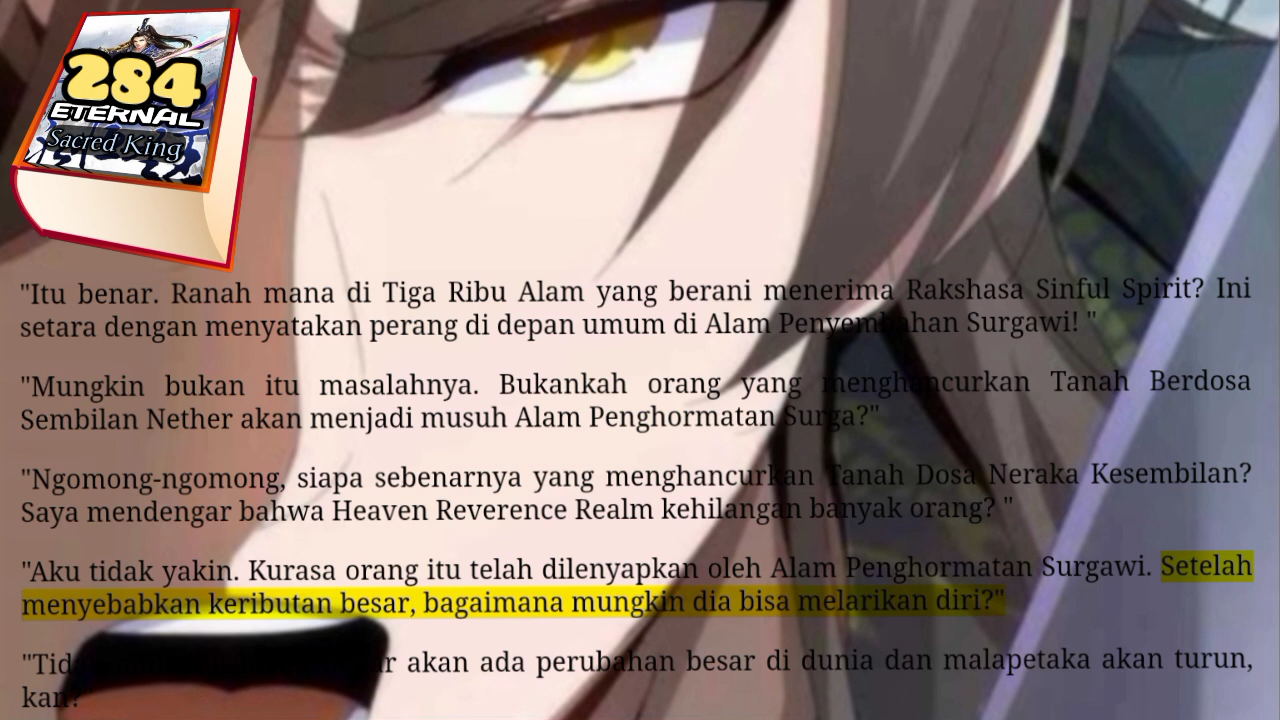 284
ETERNAL
Sacred King
"Itu benar. Ranah mana di Tiga Ribu Alam yang berani menerima Rakshasa Sinful Spirit? Ini
setara dengan menyatakan perang di depan umum di Alam Penyembahan Surgawi! "
"Mungkin bukan itu masalahnya. Bukankah orang yang menghancurkan Tanah Berdosa
Sembilan Nether akan menjadi musuh Alam Penghormatan Surga?"
"Ngomong-ngomong, siapa sebenarnya yang menghancurkan Tanah Dosa Neraka Kesembilan?
Saya mendengar bahwa Heaven Reverence Realm kehilangan banyak orang? "
"Aku tidak yakin. Kurasa orang itu telah dilenyapkan oleh Alam Penghormatan Surgawi. Setelah
menyebabkan keributan besar, bagaimana mungkin dia bisa melarikan diri?"
akan ada perubahan besar di dunia dan malapetaka akan turun,
kan?"